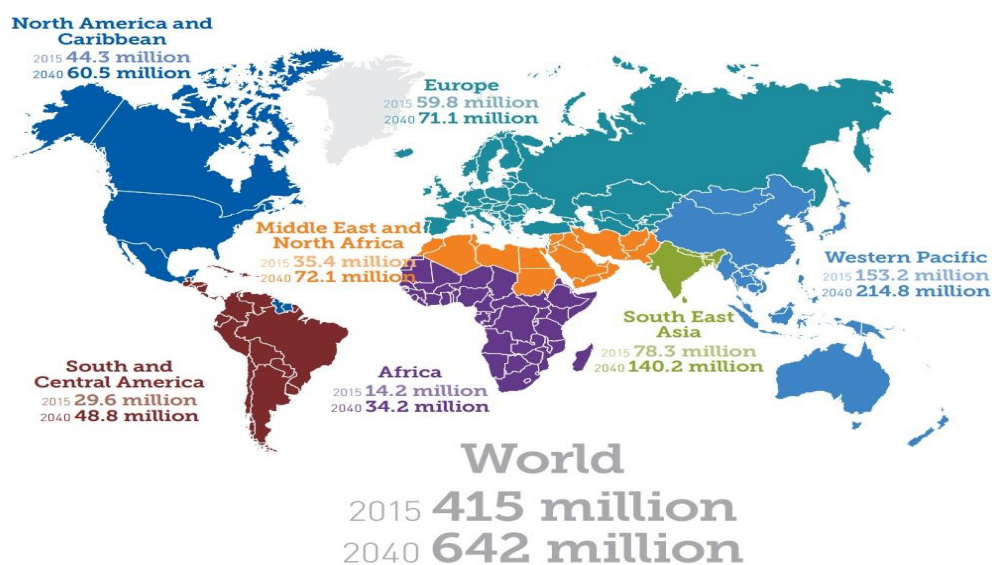 North America and
Caribbean
2015 44.3 million
2040 60.5 million
Europe
2015 59.8 million
2040 71.1 million
Middle East and
North Africa
2015 35.4 million
2040 72.1 million
Western Pacific
2015 153.2 million
2040 214.8 million
South East
Asia
2015 78.3 million
2040 140.2 million
South and
Central America
2015 29.6 million
2040 48.8 million
Africa
2015 14.2 million
2040 34.2 million
World
2015 415 million
2040 642 million